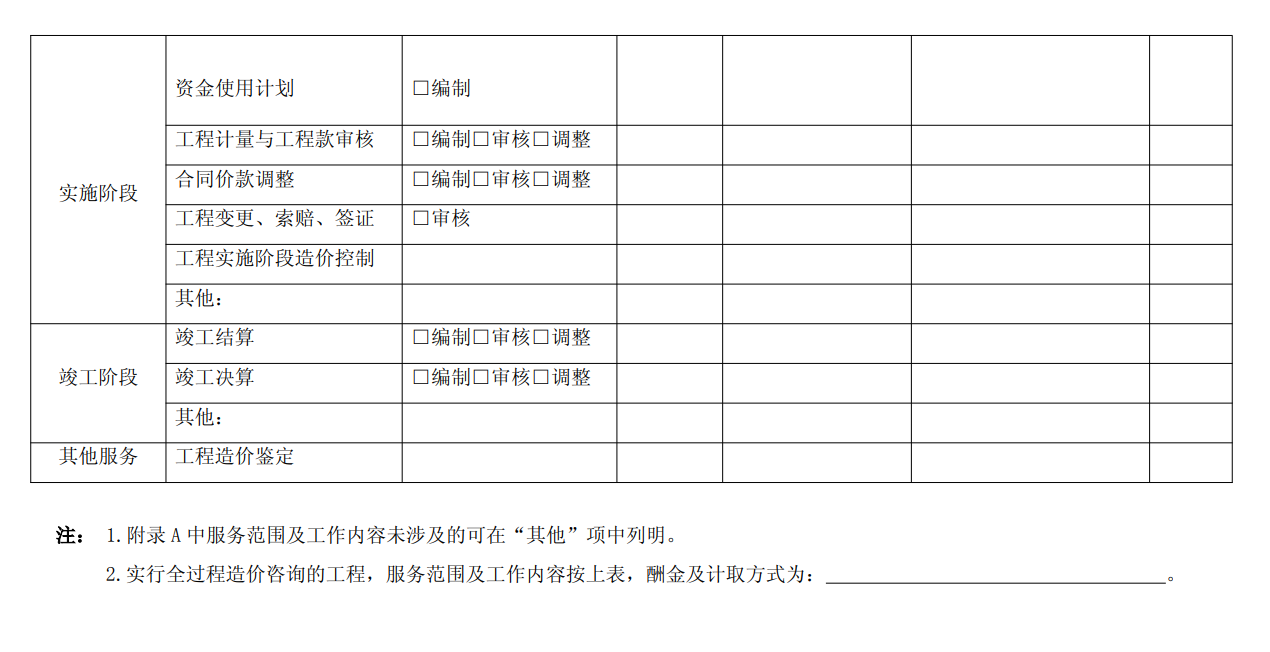 资金使用计划 □编制
工程计量与工程款审核 □编制□审核□调整
合同价款调整 □编制□审核□调整
实施阶段
工程变更、索赔、签证 □审核
工程实施阶段造价控制
其他：
竣工结算 □编制□审核□调整
竣工阶段 竣工决算 □编制□审核□调整
其他：
其他服务 工程造价鉴定
注： 1.附录 A 中服务范围及工作内容未涉及的可在“其他”项中列明。
2.实行全过程造价咨询的工程，服务范围及工作内容按上表，酬金及计取方式为：________________。